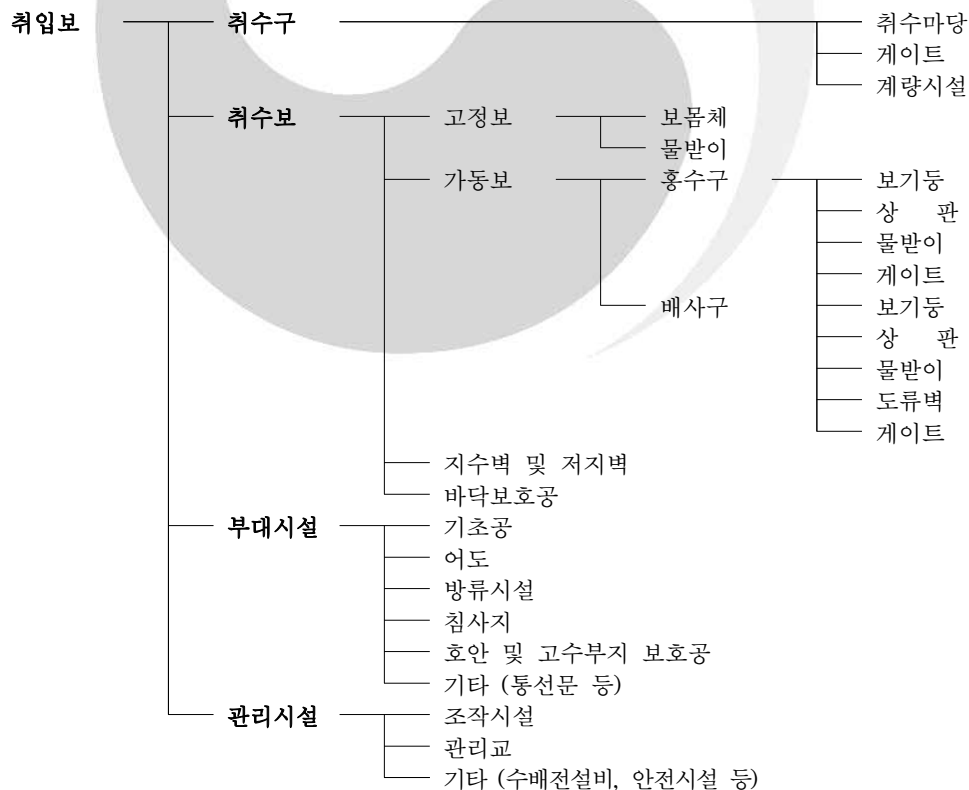 취입보 취수구 취수마당
게이트
계량시설
취수보 고정보 보몸체
물받이
가동보 홍수구 보기둥
상 판
물받이
게이트
배사구 보기둥
상 판
물받이
도류벽
게이트
지수벽 및 저지벽
바닥보호공
부대시설 기초공
어도
방류시설
침사지
호안 및 고수부지 보호공
기타 (통선문 등)
관리시설 조작시설
관리교
기타 (수배전설비, 안전시설 등)